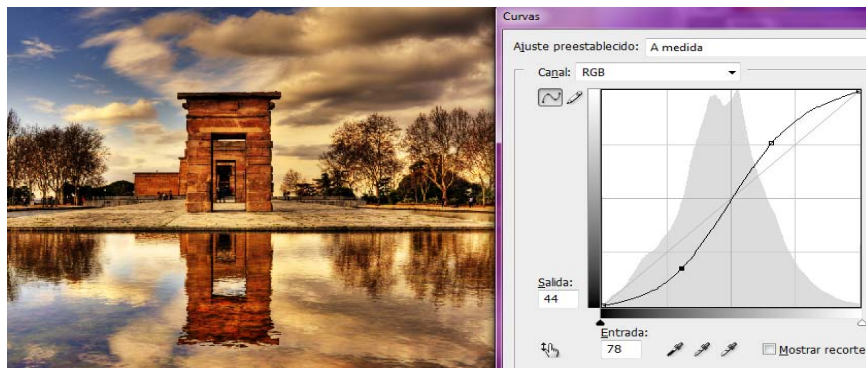 Curvas
Ajuste preestablecido: A medida
Canal: RGB
Salida:
44
Entrada:
78
Mostrar recorte